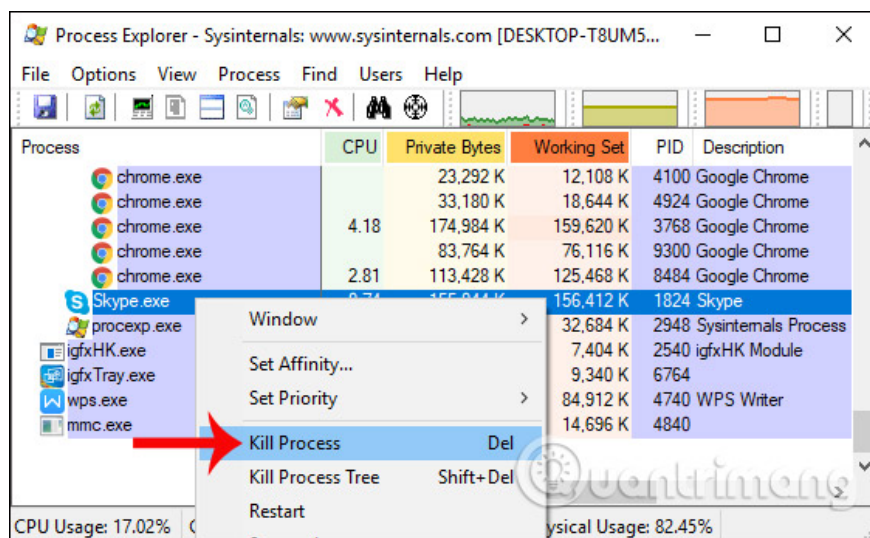 Process Explorer - Sysinternals: www.sysinternals.com [DESKTOP-T8UM5...
File Options View Process Find Users Help
Process CPU Private Bytes Working Set PID Description
chrome.exe 23,292 K 12,108 K 4100 Google Chrome
chrome.exe 33,180 K 18,644 K 4924 Google Chrome
chrome.exe 4.18 174,984 K 159,620 K 3768 Google Chrome
chrome.exe 83,764 K 76,116 K 9300 Google Chrome
chrome.exe 2.81 113,428 K 125,468 K 8484 Google Chrome
Skype.exe 156,412 K 1824 Skype
procexp.exe 32,684 K 2948 Sysinternals Process
igfxHK.exe 7,404 K 2540 igfxHK Module
igfxTray.exe 9,340 K 6764
wps.exe 84,912 K 4740 WPS Writer
mmc.exe 14,696 K 4840
Window
Set Affinity...
Set Priority
Kill Process Del
Kill Process Tree Shift+Del
Restart
Quantrimang
CPU Usage: 17.02% ysical Usage: 82.45%